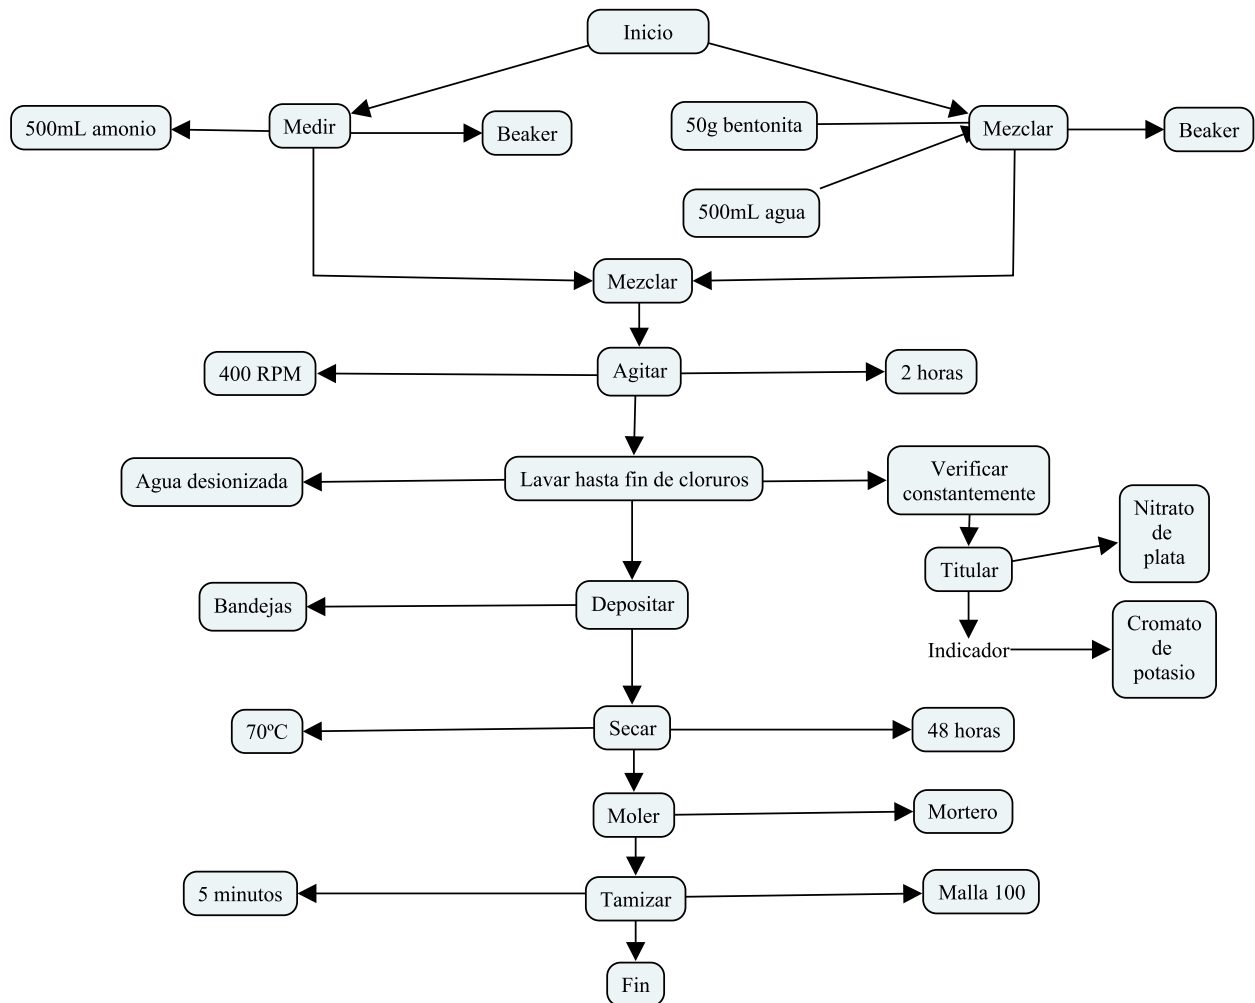 Inicio
500mL amonio
Medir
Beaker
50g bentonita
Mezclar
Beaker
500mL agua
Mezclar
400 RPM
Agitar
2 horas
Agua desionizada
Lavar hasta fin de cloruros
Verificar
constantemente
Nitrato
de
plata
Titular
Bandejas
Depositar
Indicador
Cromato
de
potasio
70ºC
Secar
48 horas
Moler
Mortero
5 minutos
Tamizar
Malla 100
Fin